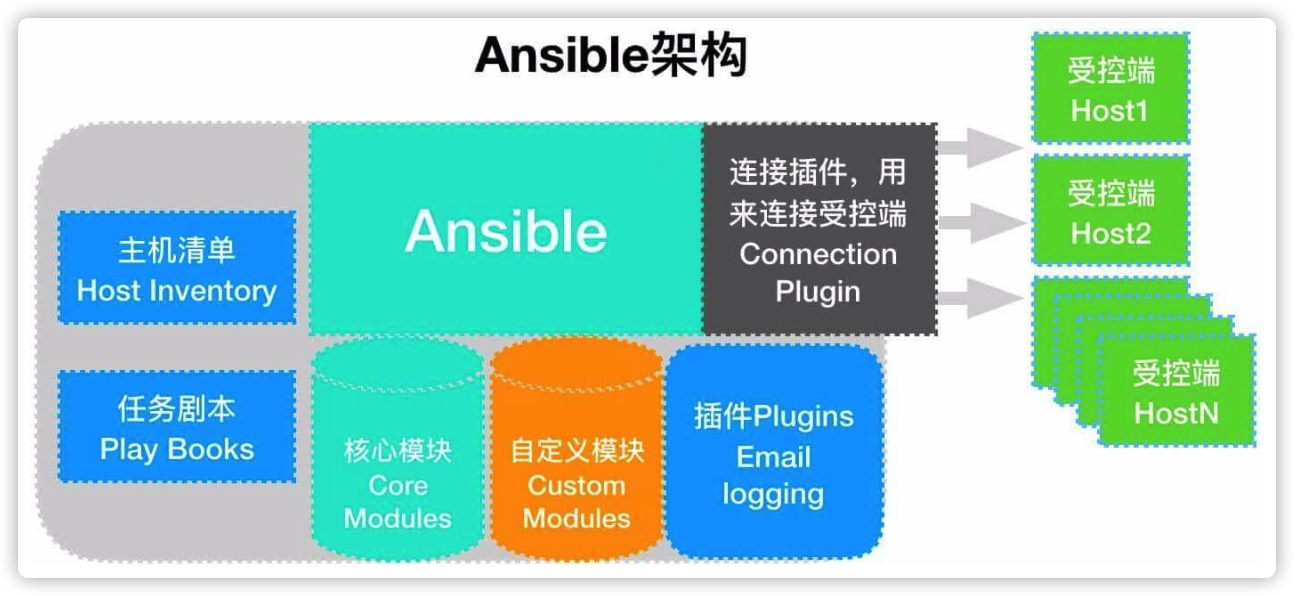 Ansible架构
主机清单
Host Inventory
任务剧本
Play Books
Ansible
连接插件，用
来连接受控端
Connection
Plugin
核心模块
Core
Modules
自定义模块
Custom
Modules
插件Plugins
Email
logging
受控端
Host1
受控端
Host2
受控端
HostN